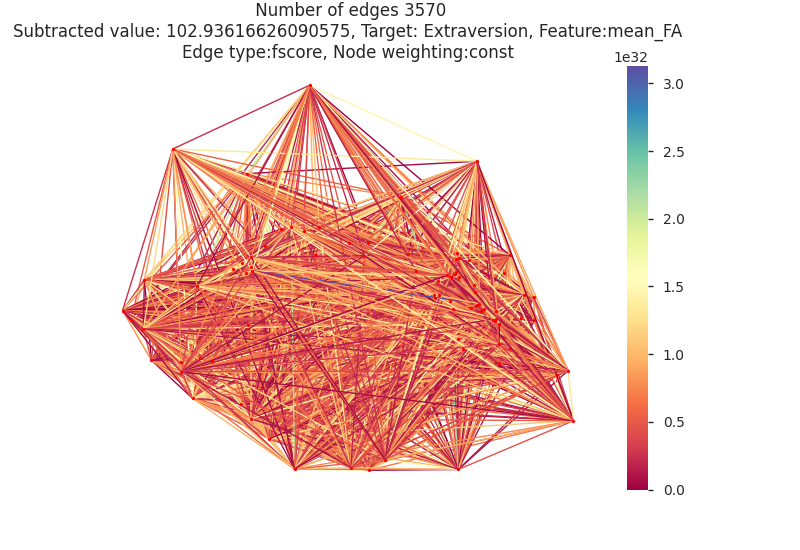 Number of edges 3570
Subtracted value: 102.93616626090575, Target: Extraversion, Feature:mean_FA
Edge type:fscore, Node weighting:const
1e32
3.0
2.5
2.0
1.5
1.0
0.5
0.0